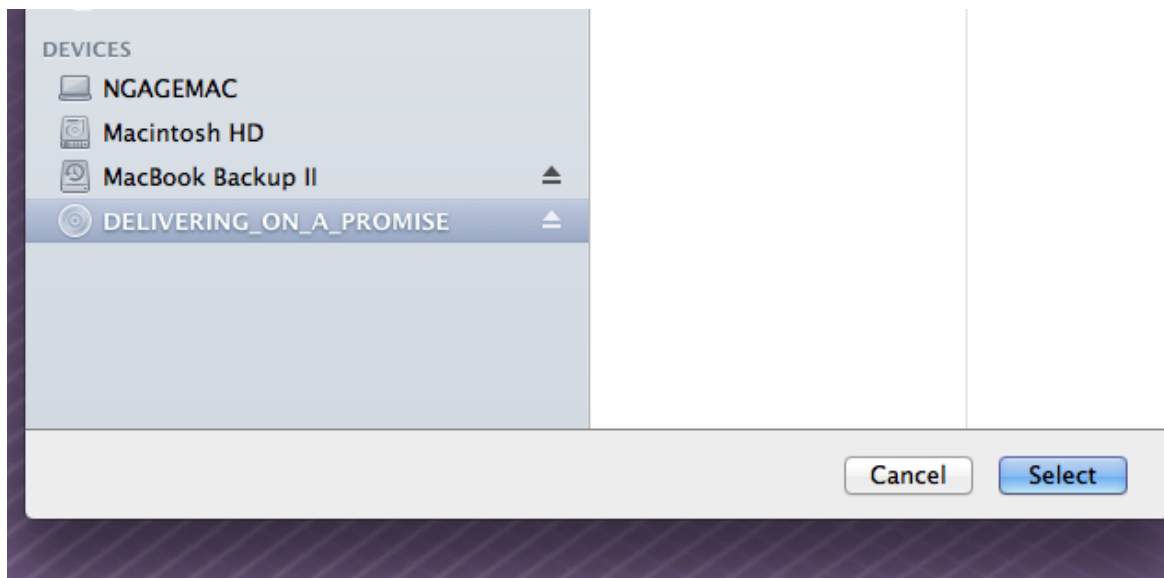 DEVICES
NGAGEMAC
Macintosh HD
MacBook Backup II
DELIVERING_ON_A_PROMISE
Cancel Select